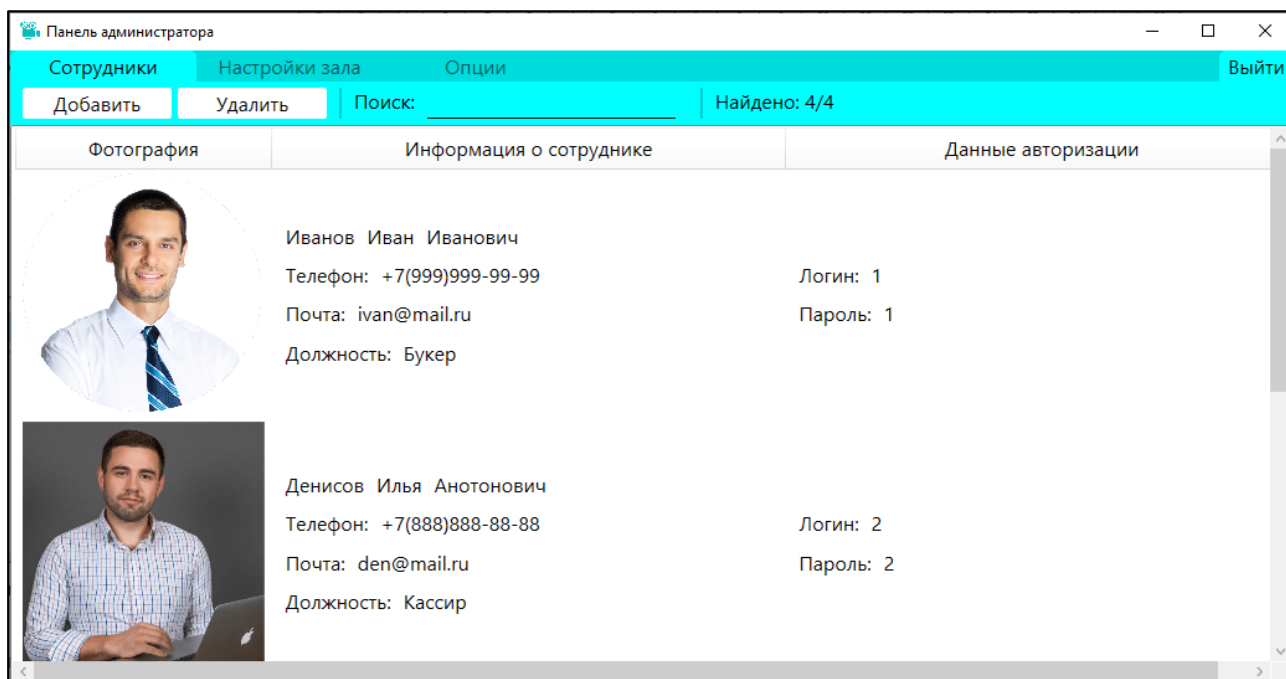 Панель администратора
Сотрудники Настройки зала Опции Выйти
Добавить Удалить Поиск: Найдено: 4/4
Фотография Информация о сотруднике Данные авторизации
Иванов Иван Иванович
Телефон: +7(999)999-99-99 Логин: 1
Почта: ivan@mail.ru Пароль: 1
Должность: Букер
Денисов Илья Анотонович
Телефон: +7(888)888-88-88 Логин: 2
Почта: den@mail.ru Пароль: 2
Должность: Кассир